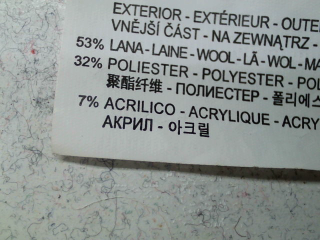 EXTERIOR - EXTÉRIEUR - OUTE
VNĚJŠÍ ČÁST - NA ZEWNĄTRZ -
53% LANA - LAINE - WOOL - LÃ - WOL - MA
32% POLIESTER - POLYESTER - POL
聚酯纤维 - ПОЛИЕСТЕР - 폴리에스
7% ACRILICO - ACRYLIQUE - ACRY
АКРИЛ - 아크릴